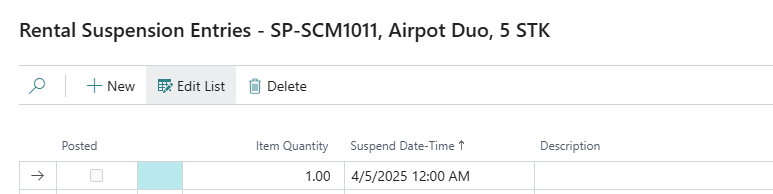 Rental Suspension Entries - SP-SCM1011, Airpot Duo, 5 STK
New Edit List Delete
Posted Item Quantity Suspend Date-Time ↑ Description
→ 1.00 4/5/2025 12:00 AM